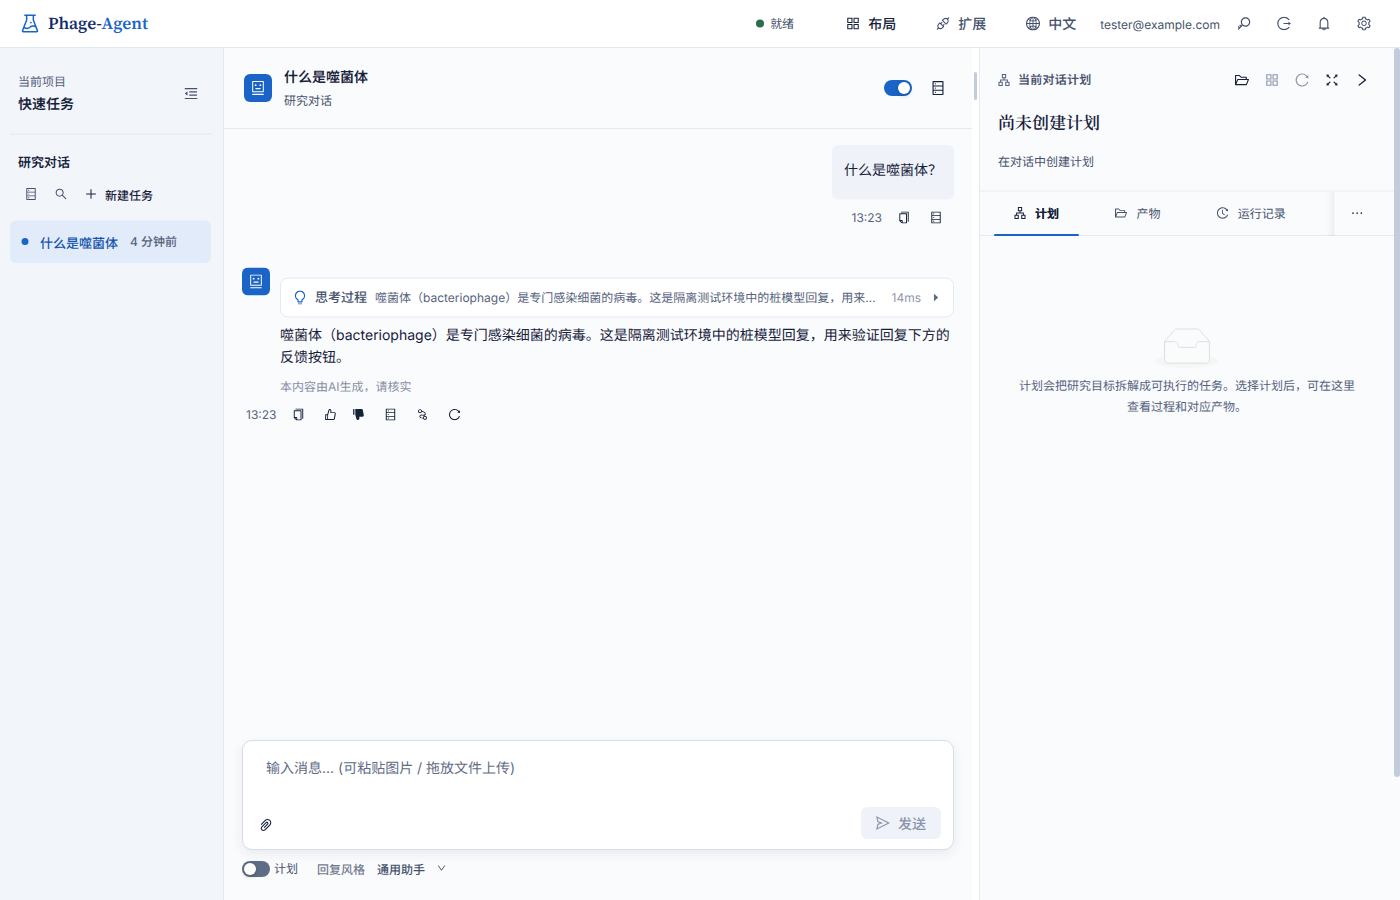 Phage-Agent
就绪
布局
扩展
中文
tester@example.com
当前项目
快速任务
研究对话
新建任务
什么是噬菌体 4 分钟前
什么是噬菌体
研究对话
什么是噬菌体?
13:23
思考过程 噬菌体（bacteriophage）是专门感染细菌的病毒。这是隔离测试环境中的桩模型回复，用来... 14ms
噬菌体（bacteriophage）是专门感染细菌的病毒。这是隔离测试环境中的桩模型回复，用来验证回复下方的
反馈按钮。
本内容由AI生成，请核实
13:23
输入消息... (可粘贴图片 / 拖放文件上传)
发送
计划 回复风格 通用助手
当前对话计划
尚未创建计划
在对话中创建计划
计划 产物 运行记录 ...
计划会把研究目标拆解成可执行的任务。选择计划后，可在这里
查看过程和对应产物。